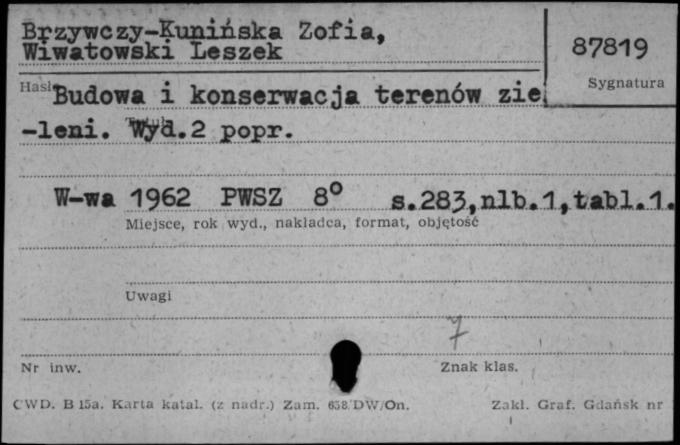 Brzywczy-Kunińska Zofia,
Wiwatowski Leszek
87819
Sygnatura
Hasło
Budowa i konserwacja terenów zie
-leni. Wyd.2 popr.
W-wa 1962 PWSZ 8° s.283,nlb.1,tabl.1.
Miejsce, rok wyd., nakładca, format, objętość
Uwagi
7
Nr inw.
Znak klas.
CWD. B 15a. Karta katal. (z nadr.) Zam. 658/DW/On.
Zakł. Graf. Gdańsk nr